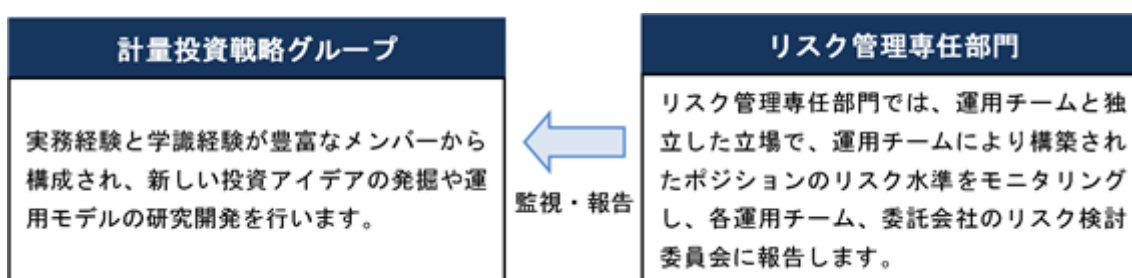 計量投資戦略グループ
実務経験と学識経験が豊富なメンバーから
構成され、新しい投資アイデアの発掘や運
用モデルの研究開発を行います。
監視・報告
リスク管理専任部門
リスク管理専任部門では、運用チームと独
立した立場で、運用チームにより構築され
たポジションのリスク水準をモニタリング
し、各運用チーム、委託会社のリスク検討
委員会に報告します。